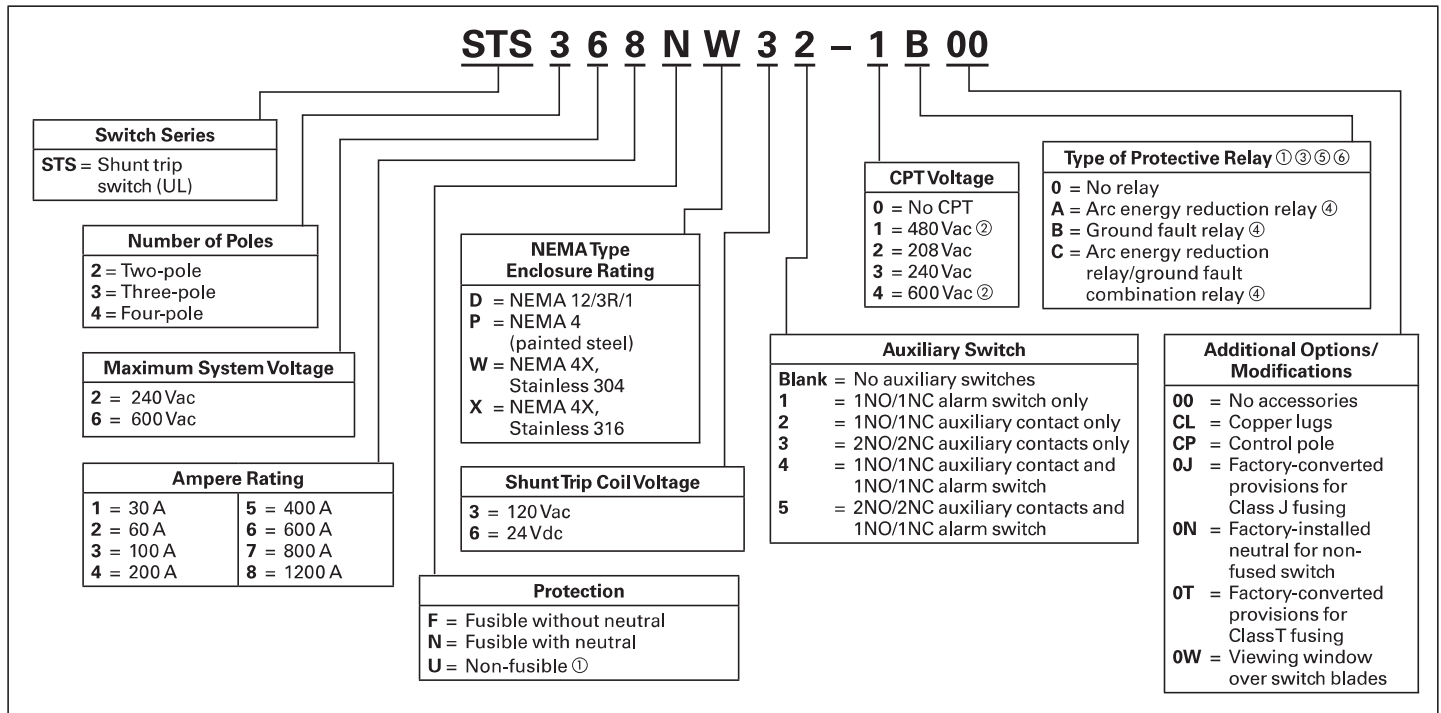 STS 3 6 8 N W 3 2 – 1 B 00
Switch Series
STS = Shunt trip
switch (UL)
Number of Poles
2 = Two-pole
3 = Three-pole
4 = Four-pole
Maximum System Voltage
2 = 240 Vac
6 = 600 Vac
Ampere Rating
1 = 30 A
2 = 60 A
3 = 100 A
4 = 200 A
5 = 400 A
6 = 600 A
7 = 800 A
8 = 1200 A
Protection
F = Fusible without neutral
N = Fusible with neutral
U = Non-fusible ①
NEMA Type
Enclosure Rating
D = NEMA 12/3R/1
P = NEMA 4
(painted steel)
W = NEMA 4X,
Stainless 304
X = NEMA 4X,
Stainless 316
Shunt Trip Coil Voltage
3 = 120 Vac
6 = 24 Vdc
Auxiliary Switch
Blank = No auxiliary switches
1 = 1NO/1NC alarm switch only
2 = 1NO/1NC auxiliary contact only
3 = 2NO/2NC auxiliary contacts only
4 = 1NO/1NC auxiliary contact and
1NO/1NC alarm switch
5 = 2NO/2NC auxiliary contacts and
1NO/1NC alarm switch
CPT Voltage
0 = No CPT
1 = 480 Vac ②
2 = 208 Vac
3 = 240 Vac
4 = 600 Vac ②
Type of Protective Relay ①③⑤⑥
0 = No relay
A = Arc energy reduction relay ④
B = Ground fault relay ④
C = Arc energy reduction
relay/ground fault
combination relay ④
Additional Options/
Modifications
00 = No accessories
CL = Copper lugs
CP = Control pole
0J = Factory-converted
provisions for
Class J fusing
0N = Factory-installed
neutral for non-
fused switch
0T = Factory-converted
provisions for
Class T fusing
0W = Viewing window
over switch blades